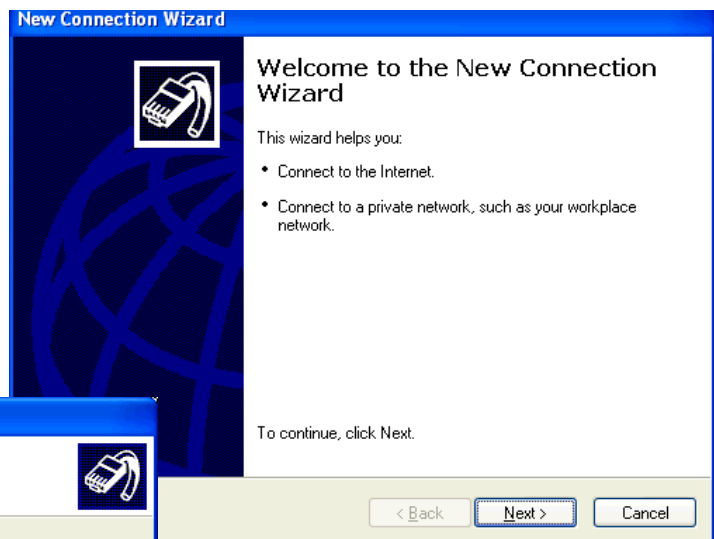 New Connection Wizard
Welcome to the New Connection
Wizard
This wizard helps you:
• Connect to the Internet.
• Connect to a private network, such as your workplace
network.
To continue, click Next.
< Back
Next >
Cancel